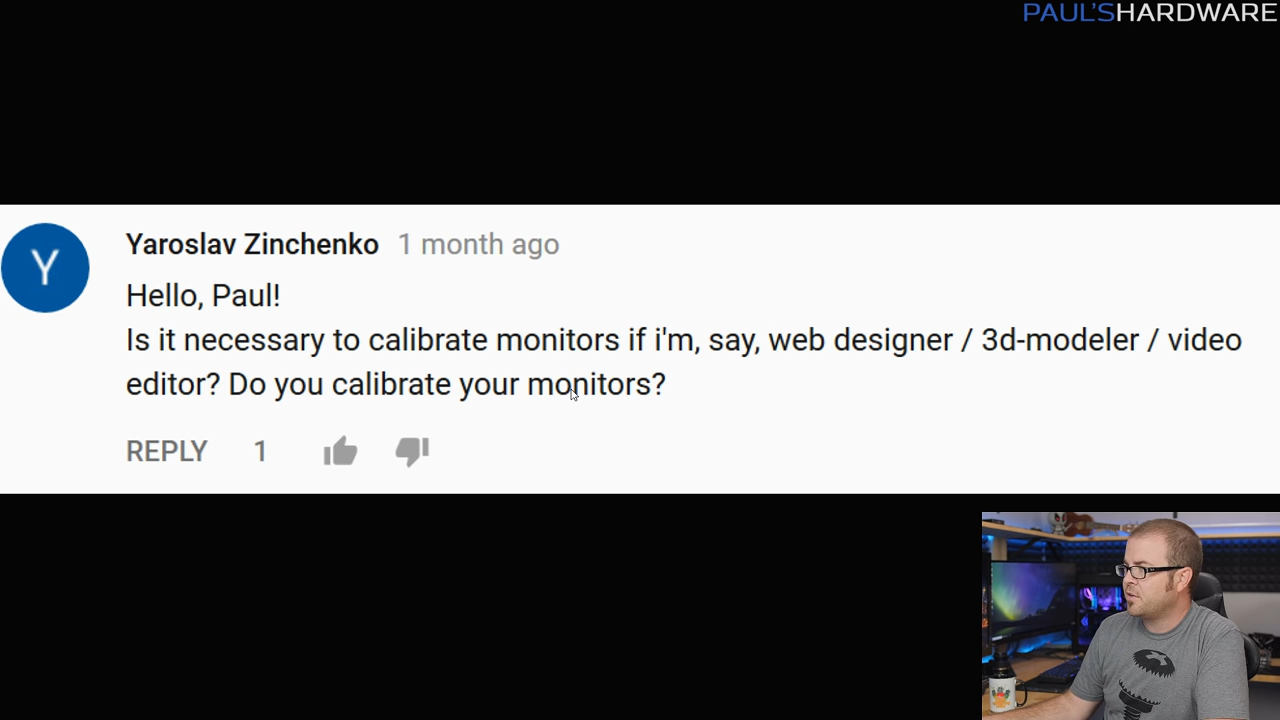 PAUL'SHARDWARE
Y
Yaroslav Zinchenko 1 month ago
Hello, Paul!
Is it necessary to calibrate monitors if i'm, say, web designer / 3d-modeler / video
editor? Do you calibrate your monitors?
REPLY 1